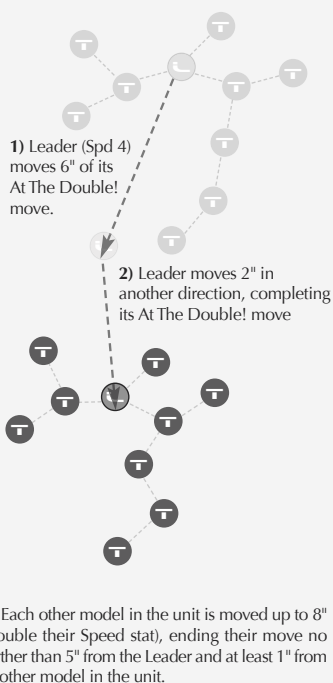 1) Leader (Spd 4)
moves 6" of its
At The Double!
move.
2) Leader moves 2" in
another direction, completing
its At The Double! move
Each other model in the unit is moved up to 8"
ouble their Speed stat), ending their move no
ther than 5" from the Leader and at least 1" from
other model in the unit.